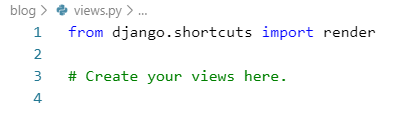 blog > views.py > ...
1 from django.shortcuts import render
2
3 # Create your views here.
4